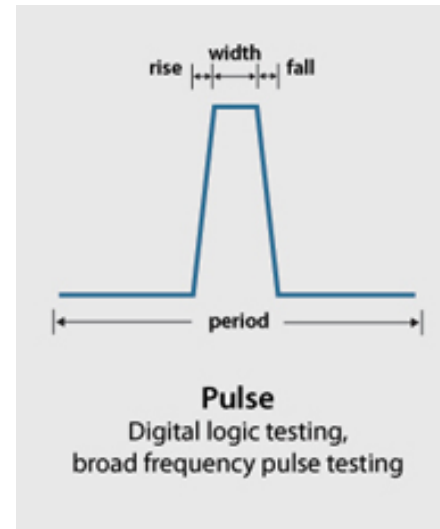 width
rise fall
period
Pulse
Digital logic testing,
broad frequency pulse testing